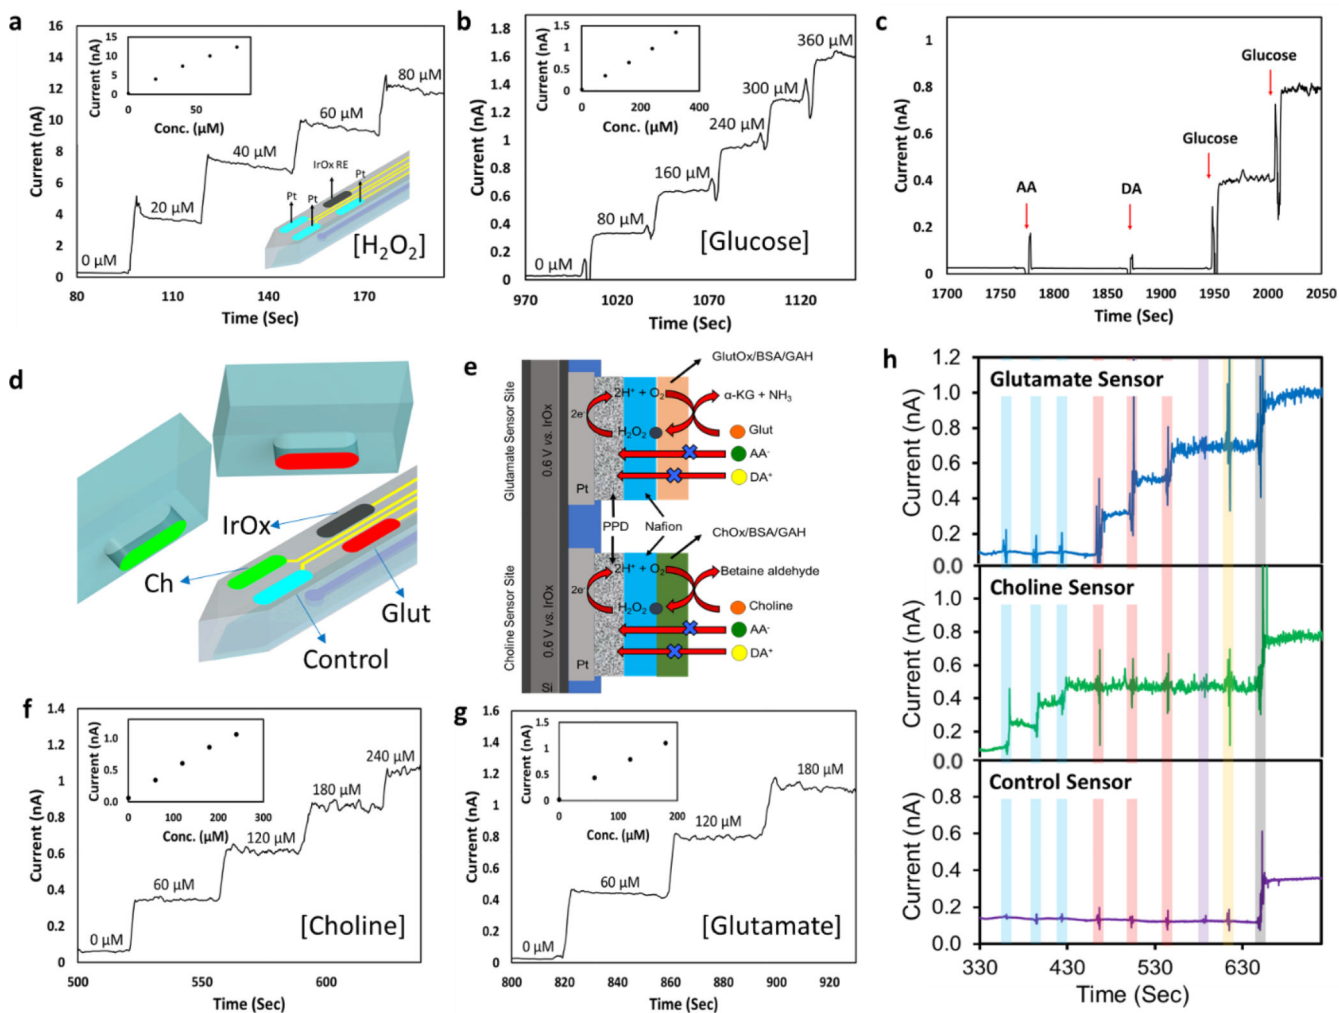 a
Current (nA)
16
14
12
10
8
6
4
2
0
80
110
140
170
Time (Sec)
0 µM
20 µM
40 µM
60 µM
80 µM
Current (nA)
15
10
5
0
0
50
Conc. (µM)
IrOx RE
Pt
Pt
Pt
[H₂O₂]
b
Current (nA)
1.8
1.6
1.4
1.2
1
0.8
0.6
0.4
0.2
0
970
1020
1070
1120
Time (Sec)
0 µM
80 µM
160 µM
240 µM
300 µM
360 µM
Current (nA)
1.5
1
0.5
0
0
200
400
Conc. (µM)
[Glucose]
c
Current (nA)
1
0.8
0.6
0.4
0.2
0
1700
1750
1800
1850
1900
1950
2000
2050
Time (Sec)
AA
DA
Glucose
Glucose
d
IrOx
Ch
Glut
Control
e
Glutamate Sensor Site
0.6 V vs. IrOx
Pt
2e⁻
2H⁺ + O₂
H₂O₂
GlutOx/BSA/GAH
α-KG + NH₃
Glut
AA⁻
DA⁺
PPD
Nafion
Choline Sensor Site
0.6 V vs. IrOx
Si
Pt
2e⁻
2H⁺ + O₂
H₂O₂
ChOx/BSA/GAH
Betaine aldehyde
Choline
AA⁻
DA⁺
f
Current (nA)
1.4
1.2
1
0.8
0.6
0.4
0.2
0
500
550
600
Time (Sec)
0 µM
60 µM
120 µM
180 µM
240 µM
Current (nA)
1.0
0.5
0.0
0
100
200
300
Conc. (µM)
[Choline]
g
Current (nA)
1.6
1.4
1.2
1
0.8
0.6
0.4
0.2
0
800
820
840
860
880
900
920
Time (Sec)
0 µM
60 µM
120 µM
180 µM
Current (nA)
1.5
1
0.5
0
0
100
200
Conc. (µM)
[Glutamate]
h
Glutamate Sensor
Current (nA)
1.2
1.0
0.8
0.6
0.4
0.2
0.0
Choline Sensor
Current (nA)
0.8
0.6
0.4
0.2
0.0
Control Sensor
Current (nA)
0.8
0.6
0.4
0.2
0.0
330
430
530
630
Time (Sec)